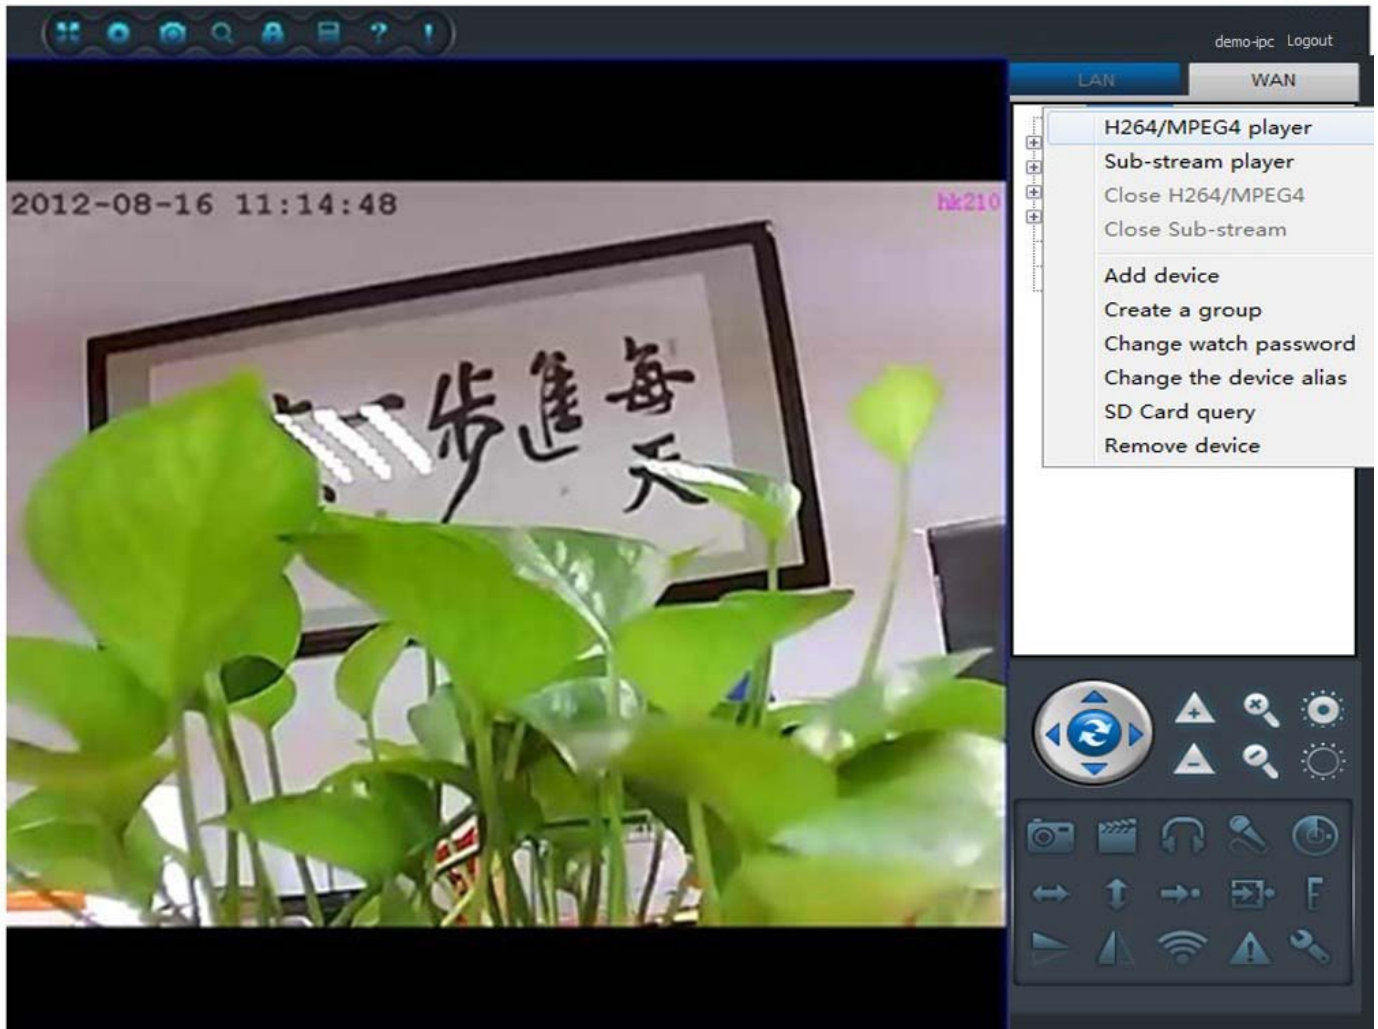 demo-ipc Logout
LAN WAN
2012-08-16 11:14:48
hk210
每天
進
步
一
H264/MPEG4 player
Sub-stream player
Close H264/MPEG4
Close Sub-stream
Add device
Create a group
Change watch password
Change the device alias
SD Card query
Remove device
F